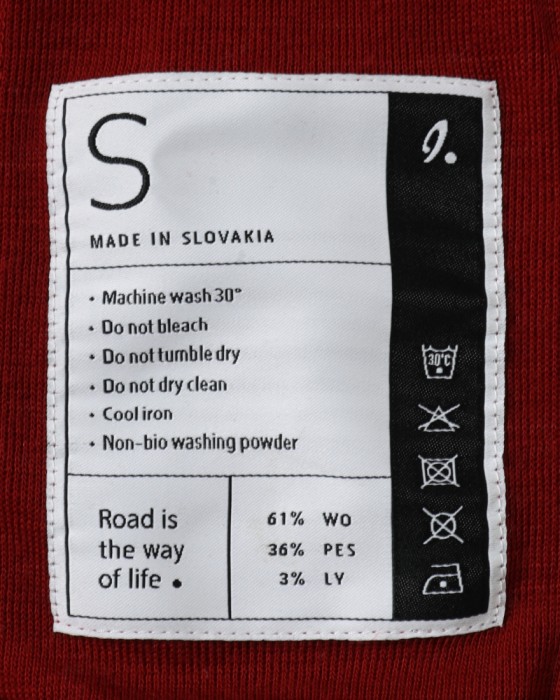 S
MADE IN SLOVAKIA
• Machine wash 30°
• Do not bleach
• Do not tumble dry
• Do not dry clean
• Cool iron
• Non-bio washing powder
30°C
Road is
the way
of life •
61% WO
36% PES
3% LY